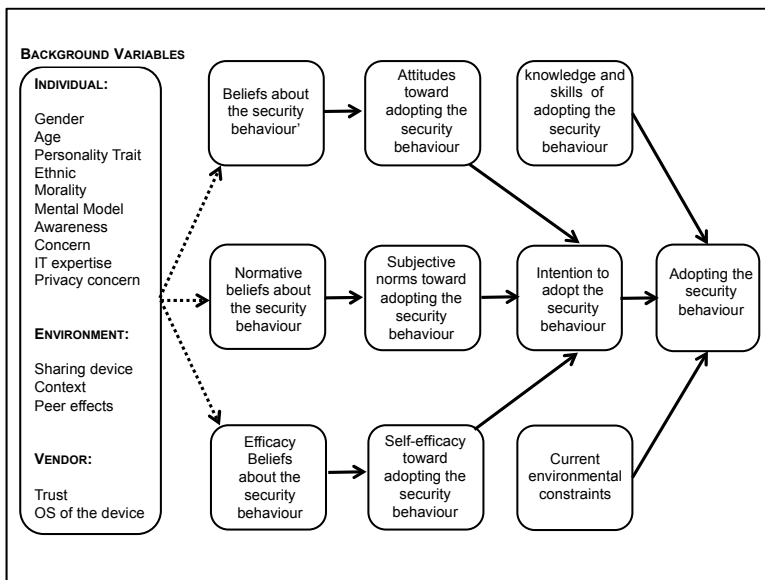 BACKGROUND VARIABLES
INDIVIDUAL:
Gender
Age
Personality Trait
Ethnic
Morality
Mental Model
Awareness
Concern
IT expertise
Privacy concern
ENVIRONMENT:
Sharing device
Context
Peer effects
VENDOR:
Trust
OS of the device
Beliefs about
the security
behaviour'
Attitudes toward
adopting the
security
behaviour
knowledge and
skills of
adopting the
security
behaviour
Normative
beliefs about
the security
behaviour
Subjective
norms toward
adopting the
security
behaviour
Intention to
adopt the
security
behaviour
Adopting the
security
behaviour
Efficacy
Beliefs
about the
security
behaviour
Self-efficacy
toward
adopting the
security
behaviour
Current
environmental
constraints